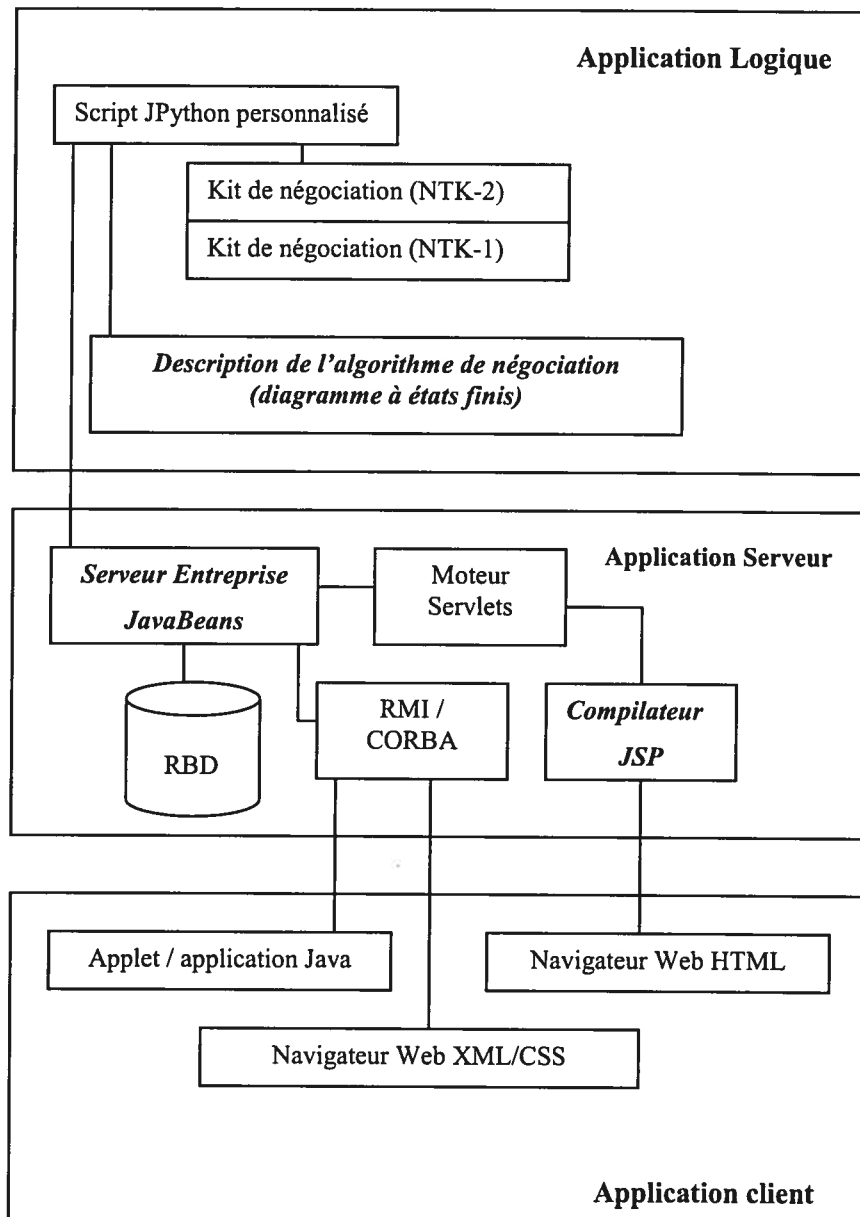 Application Logique
Script JPython personnalisé
Kit de négociation (NTK-2)
Kit de négociation (NTK-1)
Description de l'algorithme de négociation
(diagramme à états finis)
Application Serveur
Serveur Entreprise
JavaBeans
Moteur
Servlets
RBD
RMI /
CORBA
Compilateur
JSP
Applet / application Java
Navigateur Web HTML
Navigateur Web XML/CSS
Application client